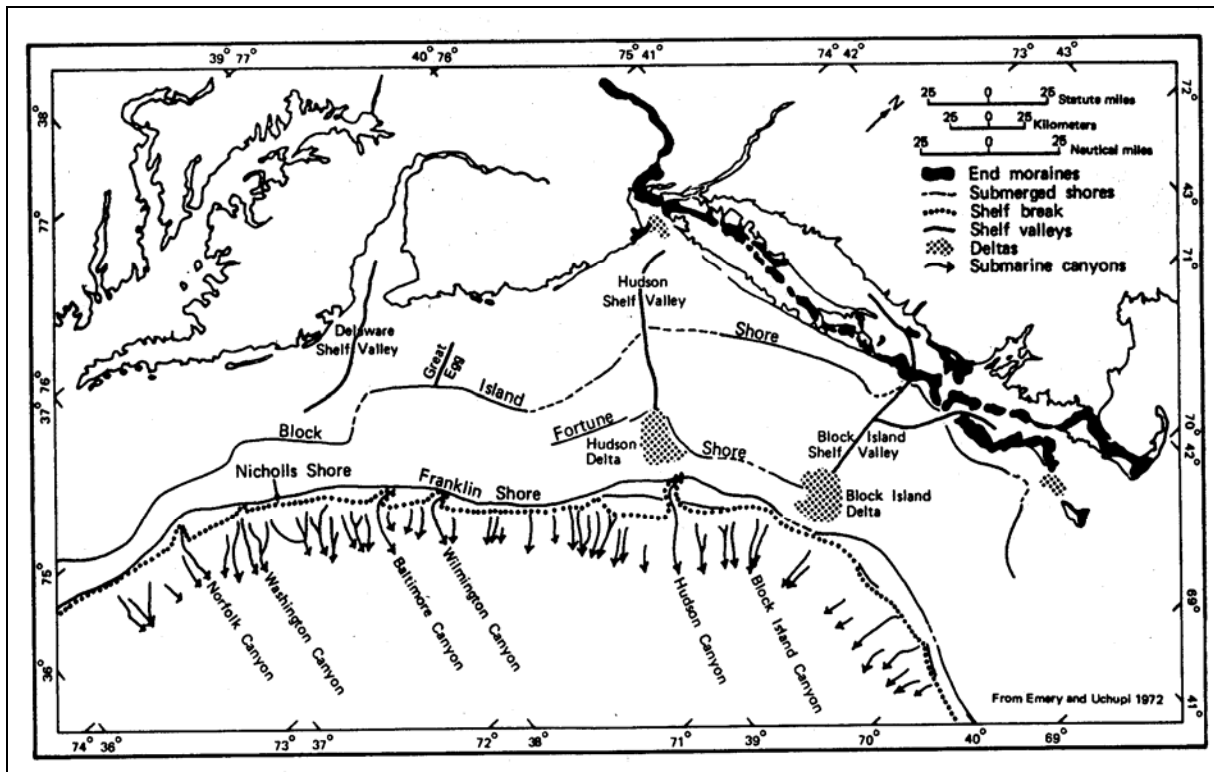 39° 77°
40° 76°
75° 41°
74° 42°
73° 43°
72°
25 0 25 Statute miles
25 0 25 Kilometers
25 0 25 Nautical miles
N
End moraines
Submerged shores
Shelf break
Shelf valleys
Deltas
Submarine canyons
38°
77°
37° 76
75°
36°
43°
71°
70° 42°
69°
41°
Hudson
Shelf Valley
Delaware
Shelf Valley
Great
Egg
Shore
Island
Block
Fortune
Hudson
Delta
Shore
Block Island
Shelf Valley
Block Island
Delta
Nicholls Shore
Franklin Shore
Norfolk Canyon
Washington Canyon
Baltimore Canyon
Wilmington Canyon
Hudson Canyon
Block Island Canyon
From Emery and Uchupi 1972
74° 36°
73° 37°
72° 38°
71° 39°
70°
40° 69°